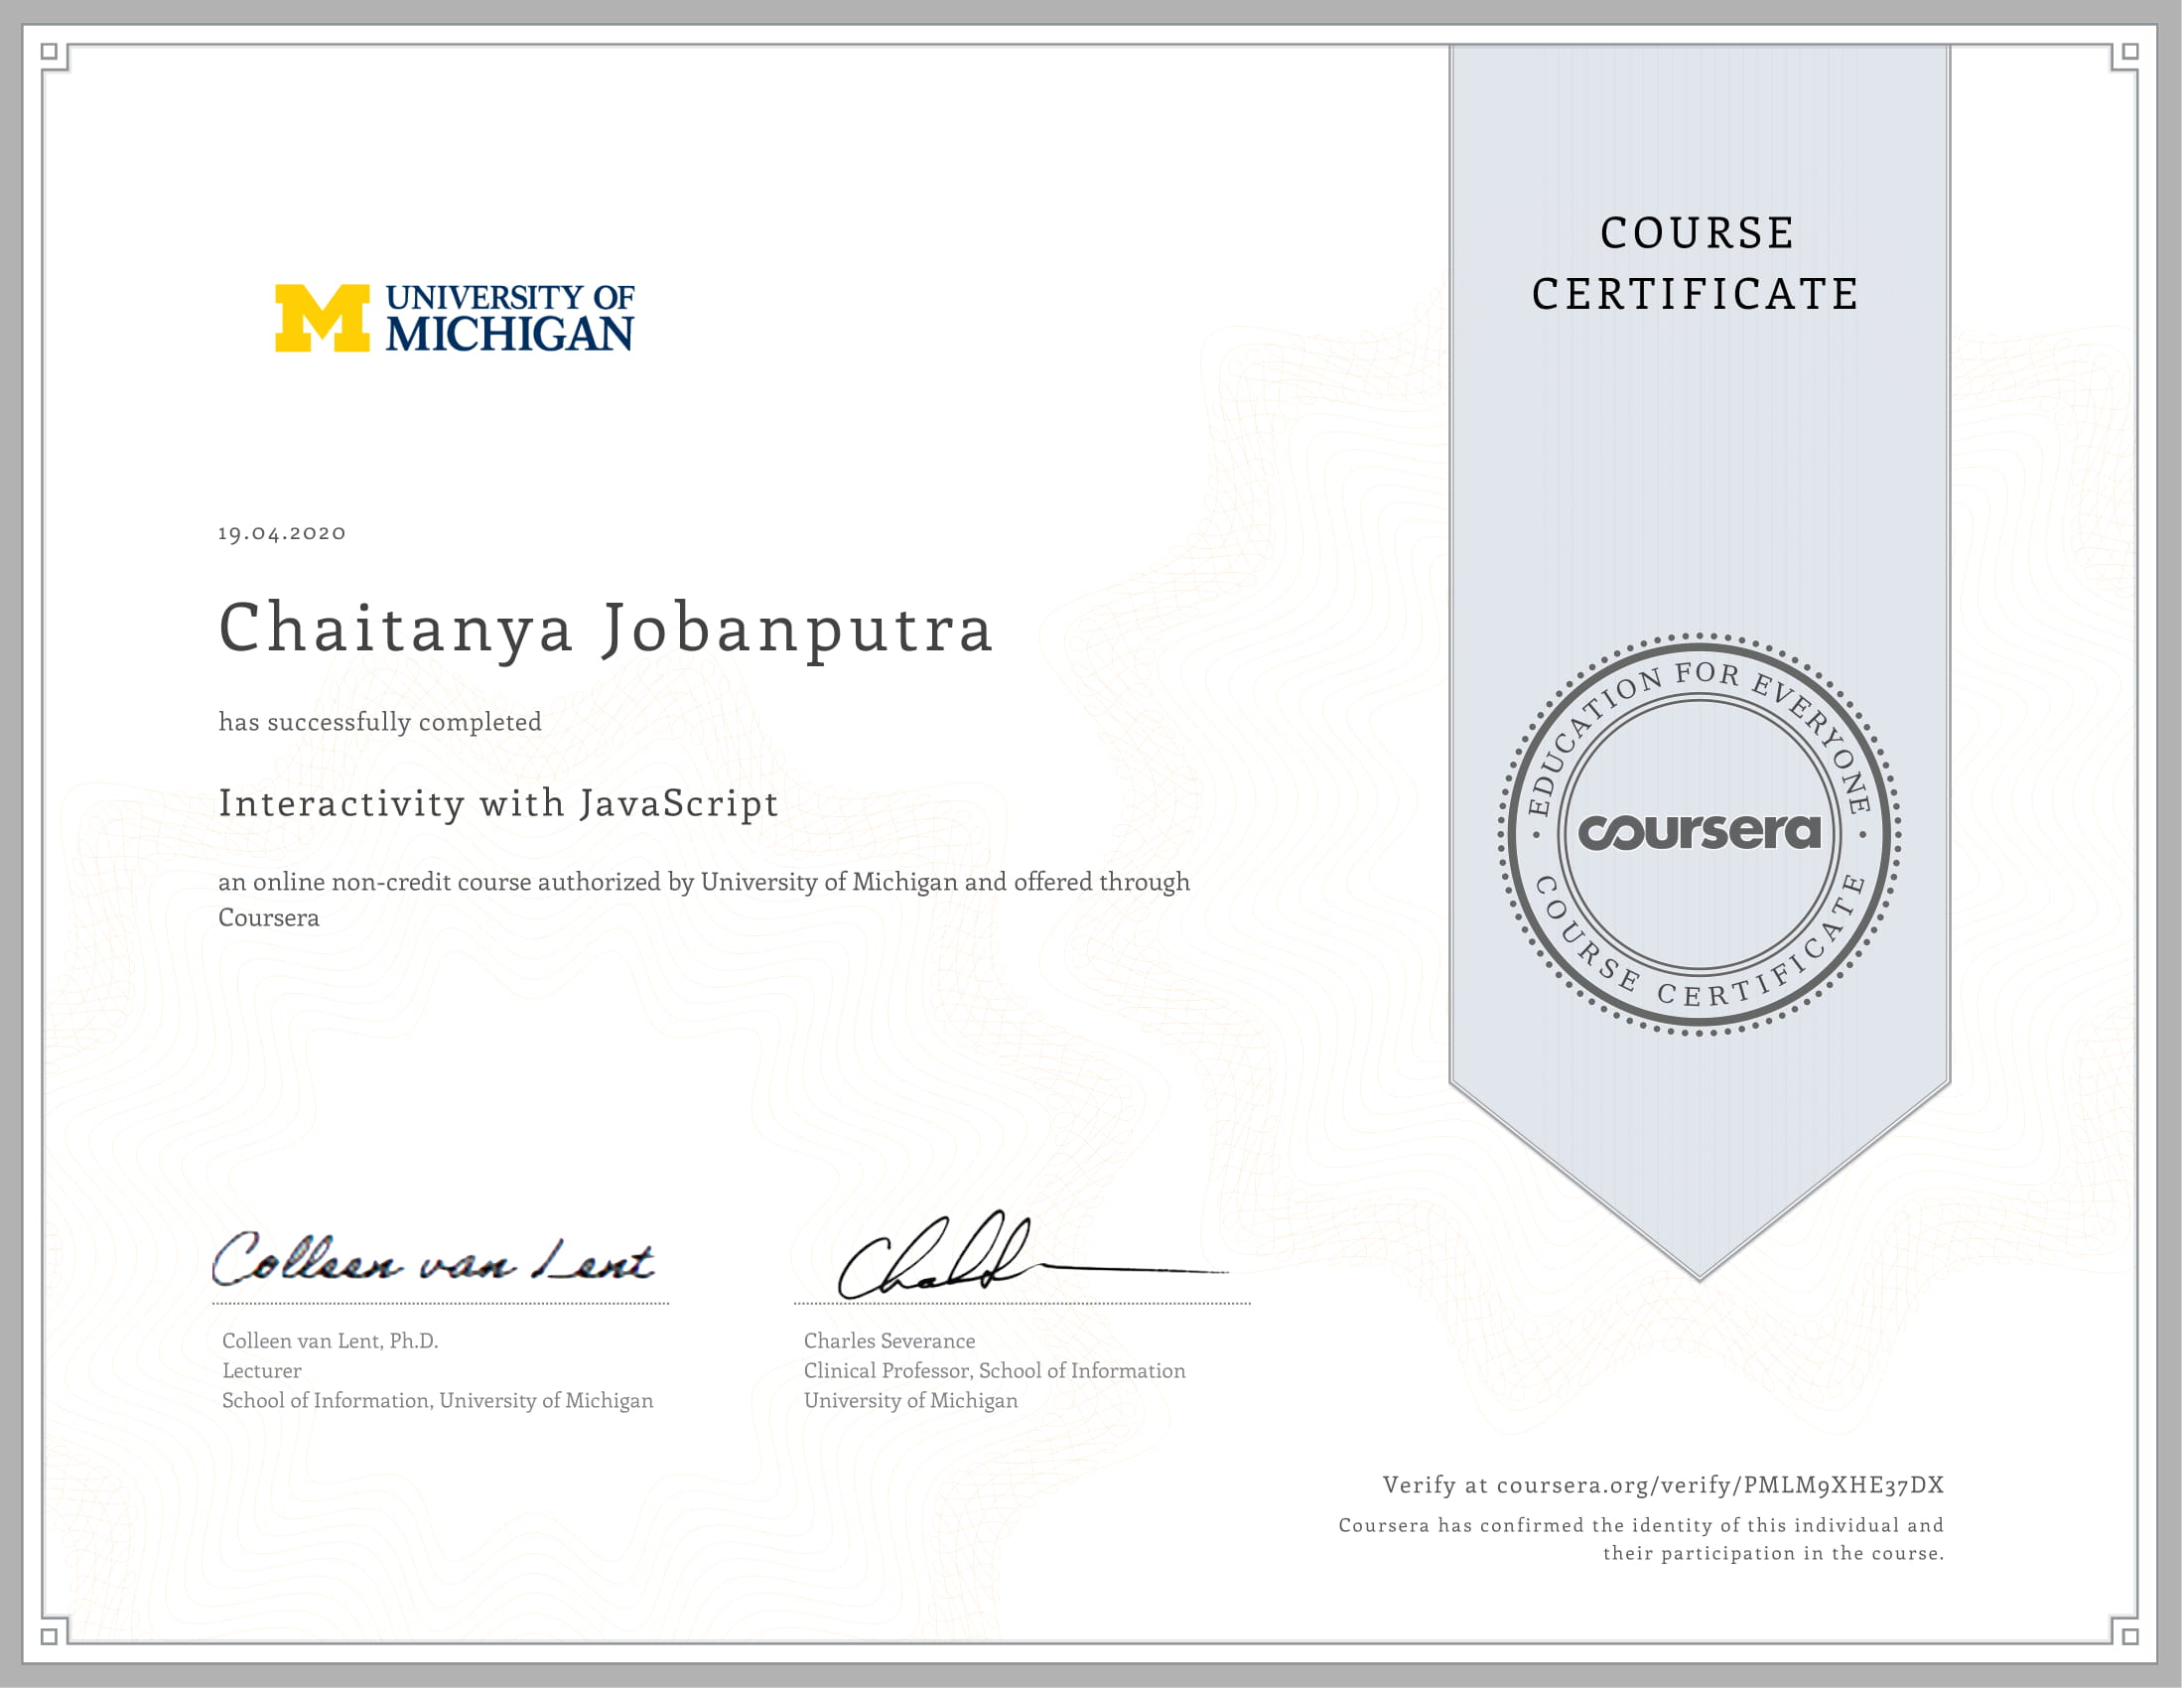 UNIVERSITY OF
MICHIGAN
COURSE
CERTIFICATE
19.04.2020
Chaitanya Jobanputra
has successfully completed
Interactivity with JavaScript
an online non-credit course authorized by University of Michigan and offered through
Coursera
EDUCATION FOR EVERYONE
coursera
COURSE CERTIFICATE
Colleen van Lent
Colleen van Lent, Ph.D.
Lecturer
School of Information, University of Michigan
Charles Severance
Clinical Professor, School of Information
University of Michigan
Verify at coursera.org/verify/PMLM9XHE37DX
Coursera has confirmed the identity of this individual and
their participation in the course.